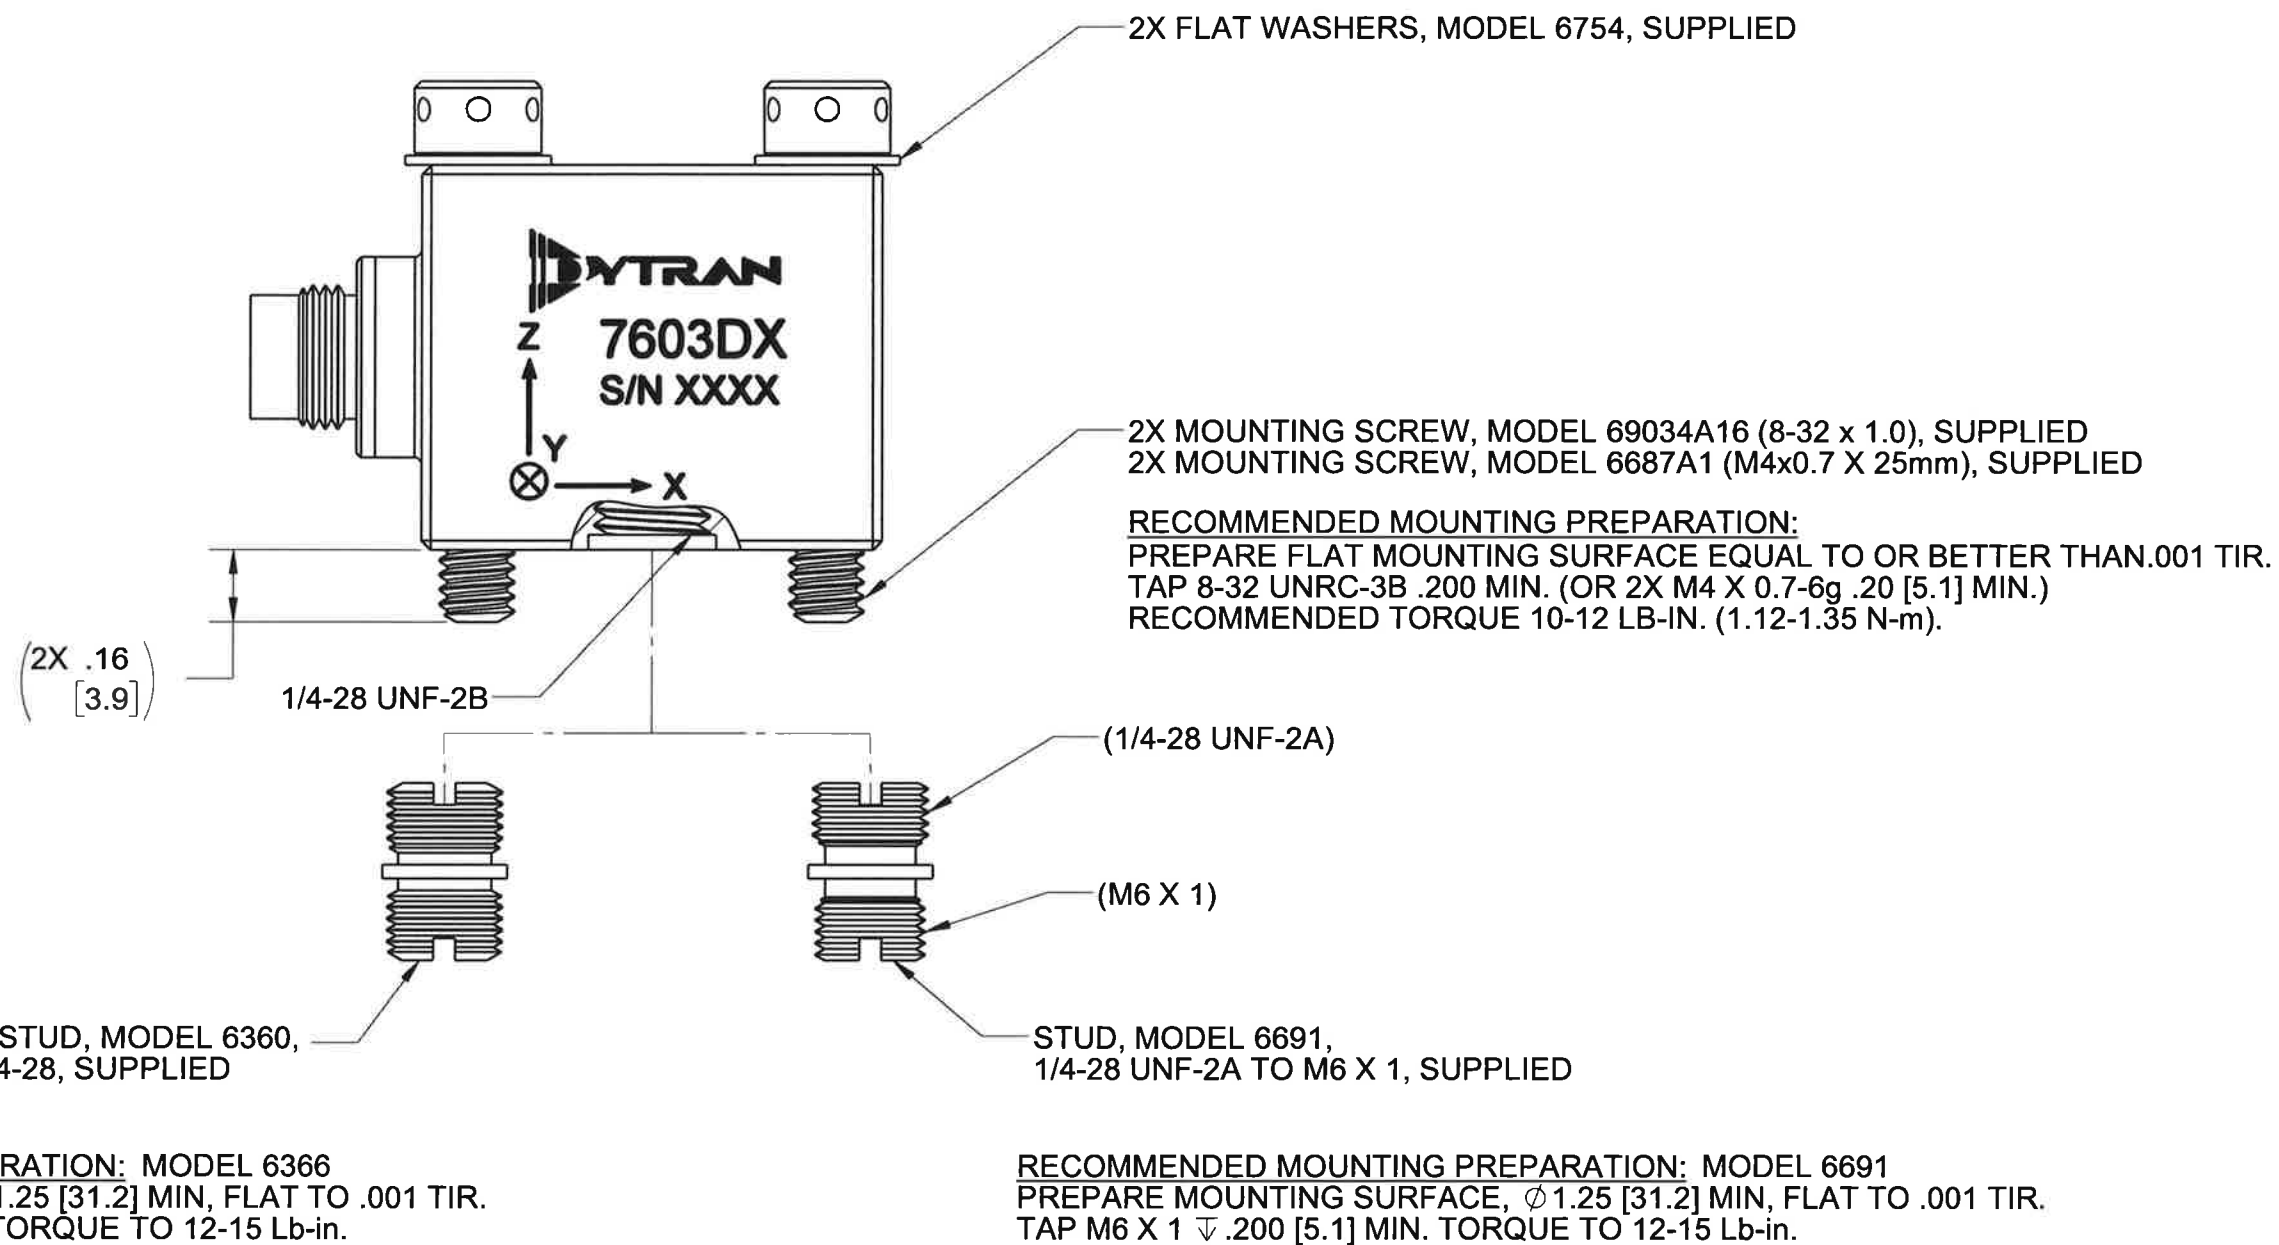 2X FLAT WASHERS, MODEL 6754, SUPPLIED
DYTRAN
7603DX
S/N XXXX
Z
Y
X
2X MOUNTING SCREW, MODEL 69034A16 (8-32 x 1.0), SUPPLIED
2X MOUNTING SCREW, MODEL 6687A1 (M4x0.7 X 25mm), SUPPLIED
RECOMMENDED MOUNTING PREPARATION:
PREPARE FLAT MOUNTING SURFACE EQUAL TO OR BETTER THAN.001 TIR.
TAP 8-32 UNRC-3B .200 MIN. (OR 2X M4 X 0.7-6g .20 [5.1] MIN.)
RECOMMENDED TORQUE 10-12 LB-IN. (1.12-1.35 N-m).
(2X .16
[3.9])
1/4-28 UNF-2B
(1/4-28 UNF-2A)
(M6 X 1)
STUD, MODEL 6360,
4-28, SUPPLIED
STUD, MODEL 6691,
1/4-28 UNF-2A TO M6 X 1, SUPPLIED
RATION: MODEL 6366
1.25 [31.2] MIN, FLAT TO .001 TIR.
TORQUE TO 12-15 Lb-in.
RECOMMENDED MOUNTING PREPARATION: MODEL 6691
PREPARE MOUNTING SURFACE, ∅1.25 [31.2] MIN, FLAT TO .001 TIR.
TAP M6 X 1 ↧ .200 [5.1] MIN. TORQUE TO 12-15 Lb-in.